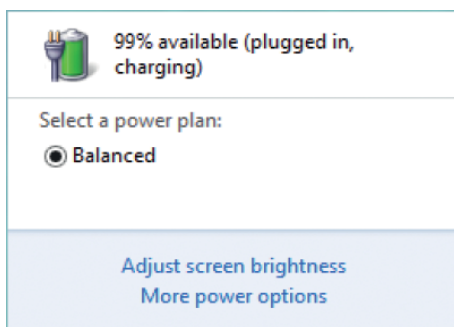 99% available (plugged in,
charging)
Select a power plan:
Balanced
Adjust screen brightness
More power options